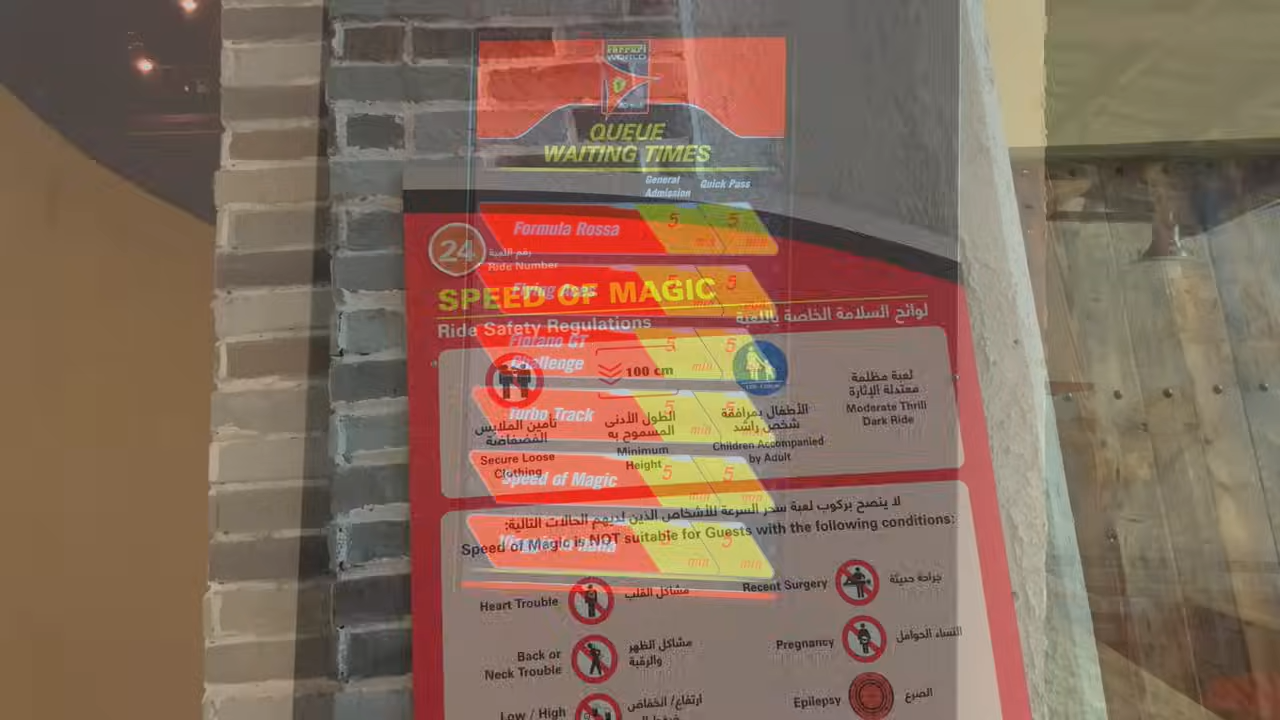 Ferrari
WORLD
QUEUE
WAITING TIMES
General
Admission
Quick Pass
Formula Rossa
5
min
5
min
Flying Aces
5
min
5
min
Fiorano GT
Challenge
5
min
5
min
Turbo Track
5
min
5
min
Speed of Magic
5
min
5
min
5
min
5
min
24
رقم اللعبة
Ride Number
SPEED OF MAGIC
Ride Safety Regulations
لوائح السلامة الخاصة باللعبة
تأمين الملابس
الفضفاضة
Secure Loose
Clothing
100 cm
الطول الأدنى
المسموح به
Minimum
Height
الأطفال بمرافقة
شخص راشد
Children Accompanied
by Adult
لعبة مظلمة
معتدلة الإثارة
Moderate Thrill
Dark Ride
لا ينصح بركوب لعبة سحر السرعة للأشخاص الذين لديهم الحالات التالية:
Speed of Magic is NOT suitable for Guests with the following conditions:
Heart Trouble
مشاكل القلب
Recent Surgery
جراحة حديثة
Back or
Neck Trouble
مشاكل الظهر
والرقبة
Pregnancy
النساء الحوامل
Low / High
ارتفاع/ انخفاض
Epilepsy
الصرع